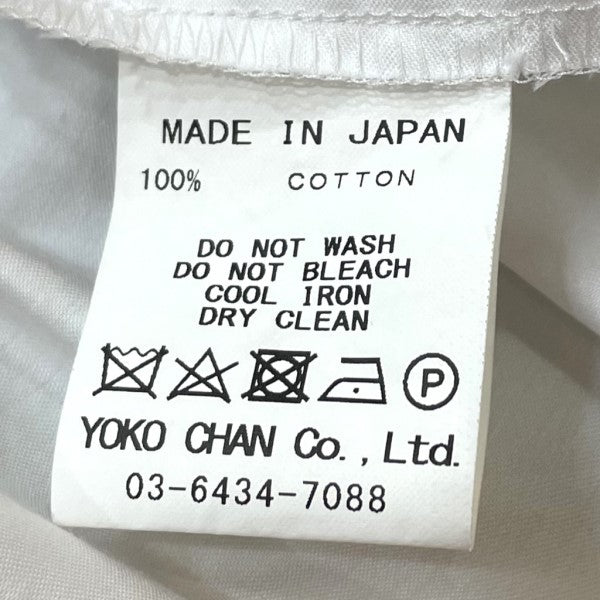 MADE IN JAPAN
100% COTTON
DO NOT WASH
DO NOT BLEACH
COOL IRON
DRY CLEAN
P
YOKO CHAN Co., Ltd.
03-6434-7088